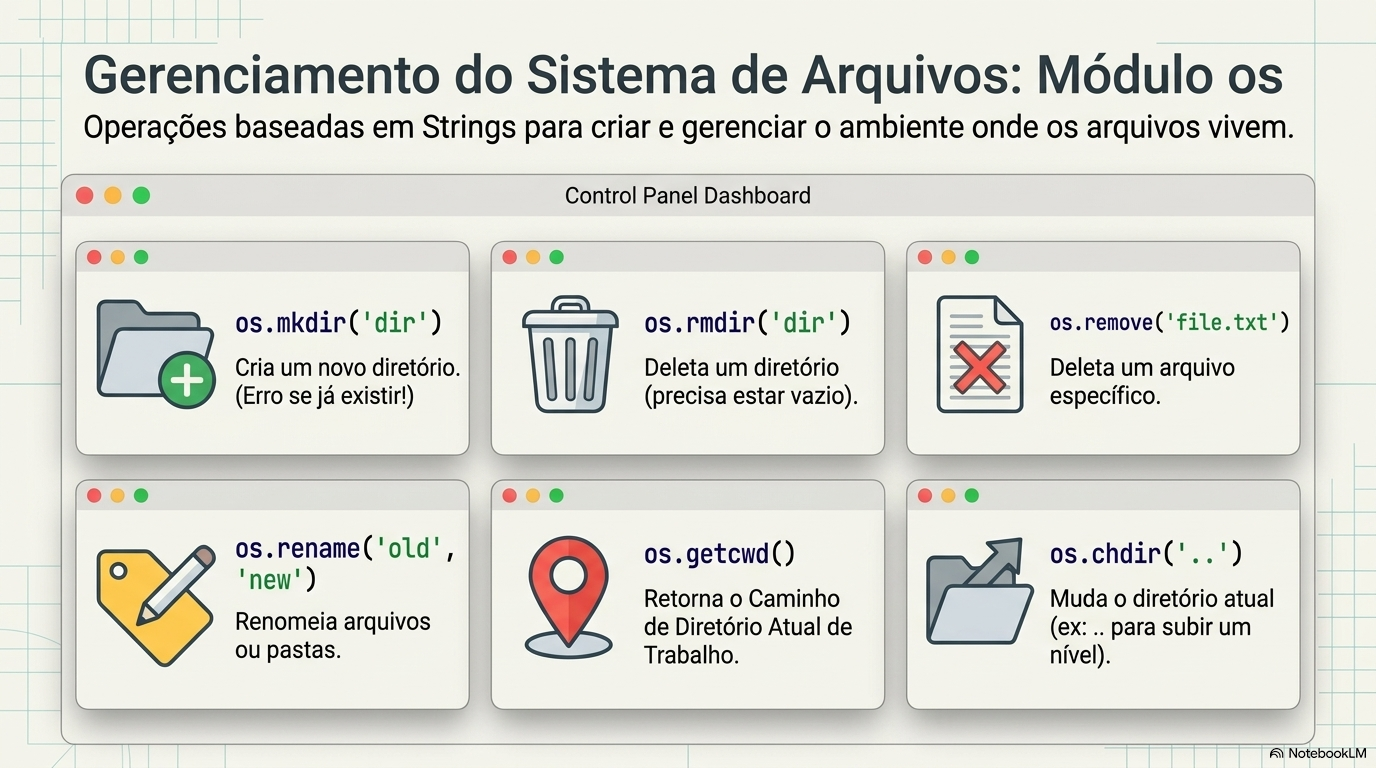 Gerenciamento do Sistema de Arquivos: Módulo os
Operações baseadas em Strings para criar e gerenciar o ambiente onde os arquivos vivem.
Control Panel Dashboard
os.mkdir('dir')
Cria um novo diretório.
(Erro se já existir!)
os.rmdir('dir')
Deleta um diretório
(precisa estar vazio).
os.remove('file.txt')
Deleta um arquivo
específico.
os.rename('old',
'new')
Renomeia arquivos
ou pastas.
os.getcwd()
Retorna o Caminho
de Diretório Atual de
Trabalho.
os.chdir('..')
Muda o diretório atual
(ex: .. para subir um
nível).
NotebookLM